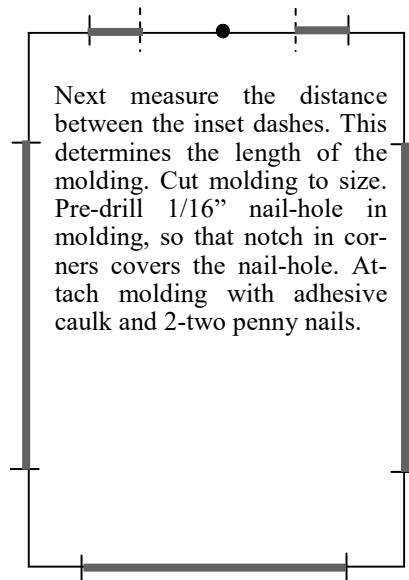 Next measure the distance
between the inset dashes. This
determines the length of the
molding. Cut molding to size.
Pre-drill 1/16” nail-hole in
molding, so that notch in cor-
ners covers the nail-hole. At-
tach molding with adhesive
caulk and 2-two penny nails.